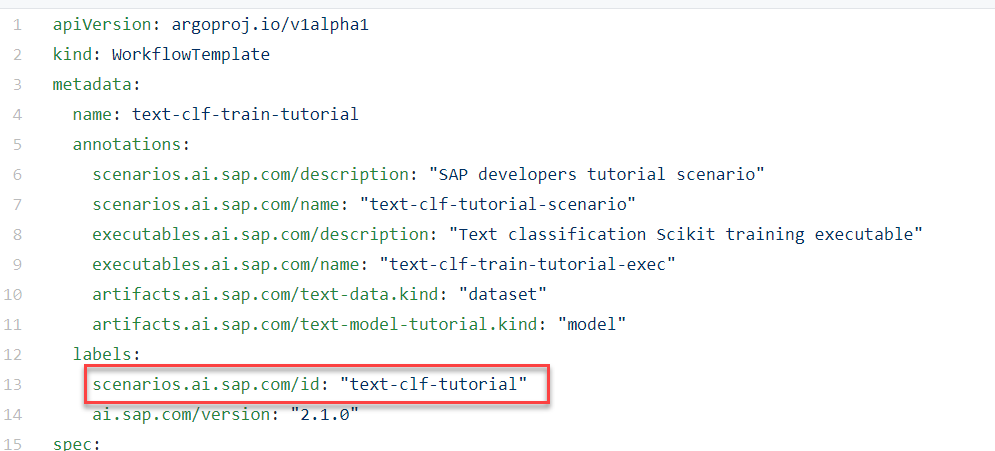 1 apiVersion: argoproj.io/v1alpha1
2 kind: WorkflowTemplate
3 metadata:
4 name: text-clf-train-tutorial
5 annotations:
6 scenarios.ai.sap.com/description: "SAP developers tutorial scenario"
7 scenarios.ai.sap.com/name: "text-clf-tutorial-scenario"
8 executables.ai.sap.com/description: "Text classification Scikit training executable"
9 executables.ai.sap.com/name: "text-clf-train-tutorial-exec"
10 artifacts.ai.sap.com/text-data.kind: "dataset"
11 artifacts.ai.sap.com/text-model-tutorial.kind: "model"
12 labels:
13 scenarios.ai.sap.com/id: "text-clf-tutorial"
14 ai.sap.com/version: "2.1.0"
15 spec: